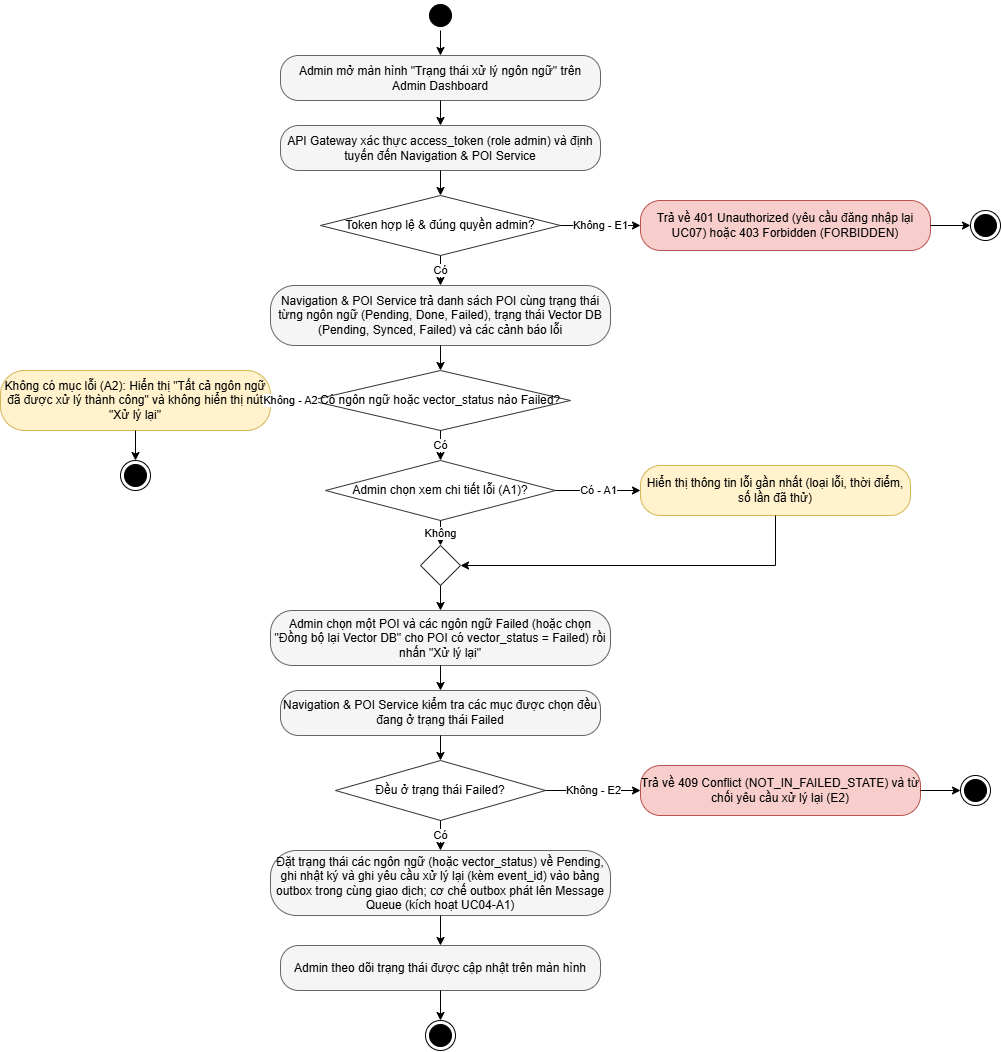 Admin mở màn hình "Trạng thái xử lý ngôn ngữ" trên
Admin Dashboard
API Gateway xác thực access_token (role admin) và định
tuyến đến Navigation & POI Service
Token hợp lệ & đúng quyền admin?
Không - E1
Trả về 401 Unauthorized (yêu cầu đăng nhập lại
UC07) hoặc 403 Forbidden (FORBIDDEN)
Có
Navigation & POI Service trả danh sách POI cùng trạng thái
từng ngôn ngữ (Pending, Done, Failed), trạng thái Vector DB
(Pending, Synced, Failed) và các cảnh báo lỗi
Có ngôn ngữ hoặc vector_status nào Failed?
Không - A2
Không có mục lỗi (A2): Hiển thị "Tất cả ngôn ngữ
đã được xử lý thành công" và không hiển thị nút
"Xử lý lại"
Có
Admin chọn xem chi tiết lỗi (A1)?
Có - A1
Hiển thị thông tin lỗi gần nhất (loại lỗi, thời điểm,
số lần đã thử)
Không
Admin chọn một POI và các ngôn ngữ Failed (hoặc chọn
"Đồng bộ lại Vector DB" cho POI có vector_status = Failed) rồi
nhấn "Xử lý lại"
Navigation & POI Service kiểm tra các mục được chọn đều
đang ở trạng thái Failed
Đều ở trạng thái Failed?
Không - E2
Trả về 409 Conflict (NOT_IN_FAILED_STATE) và từ
chối yêu cầu xử lý lại (E2)
Có
Đặt trạng thái các ngôn ngữ (hoặc vector_status) về Pending,
ghi nhật ký và ghi yêu cầu xử lý lại (kèm event_id) vào bảng
outbox trong cùng giao dịch; cơ chế outbox phát lên Message
Queue (kích hoạt UC04-A1)
Admin theo dõi trạng thái được cập nhật trên màn hình